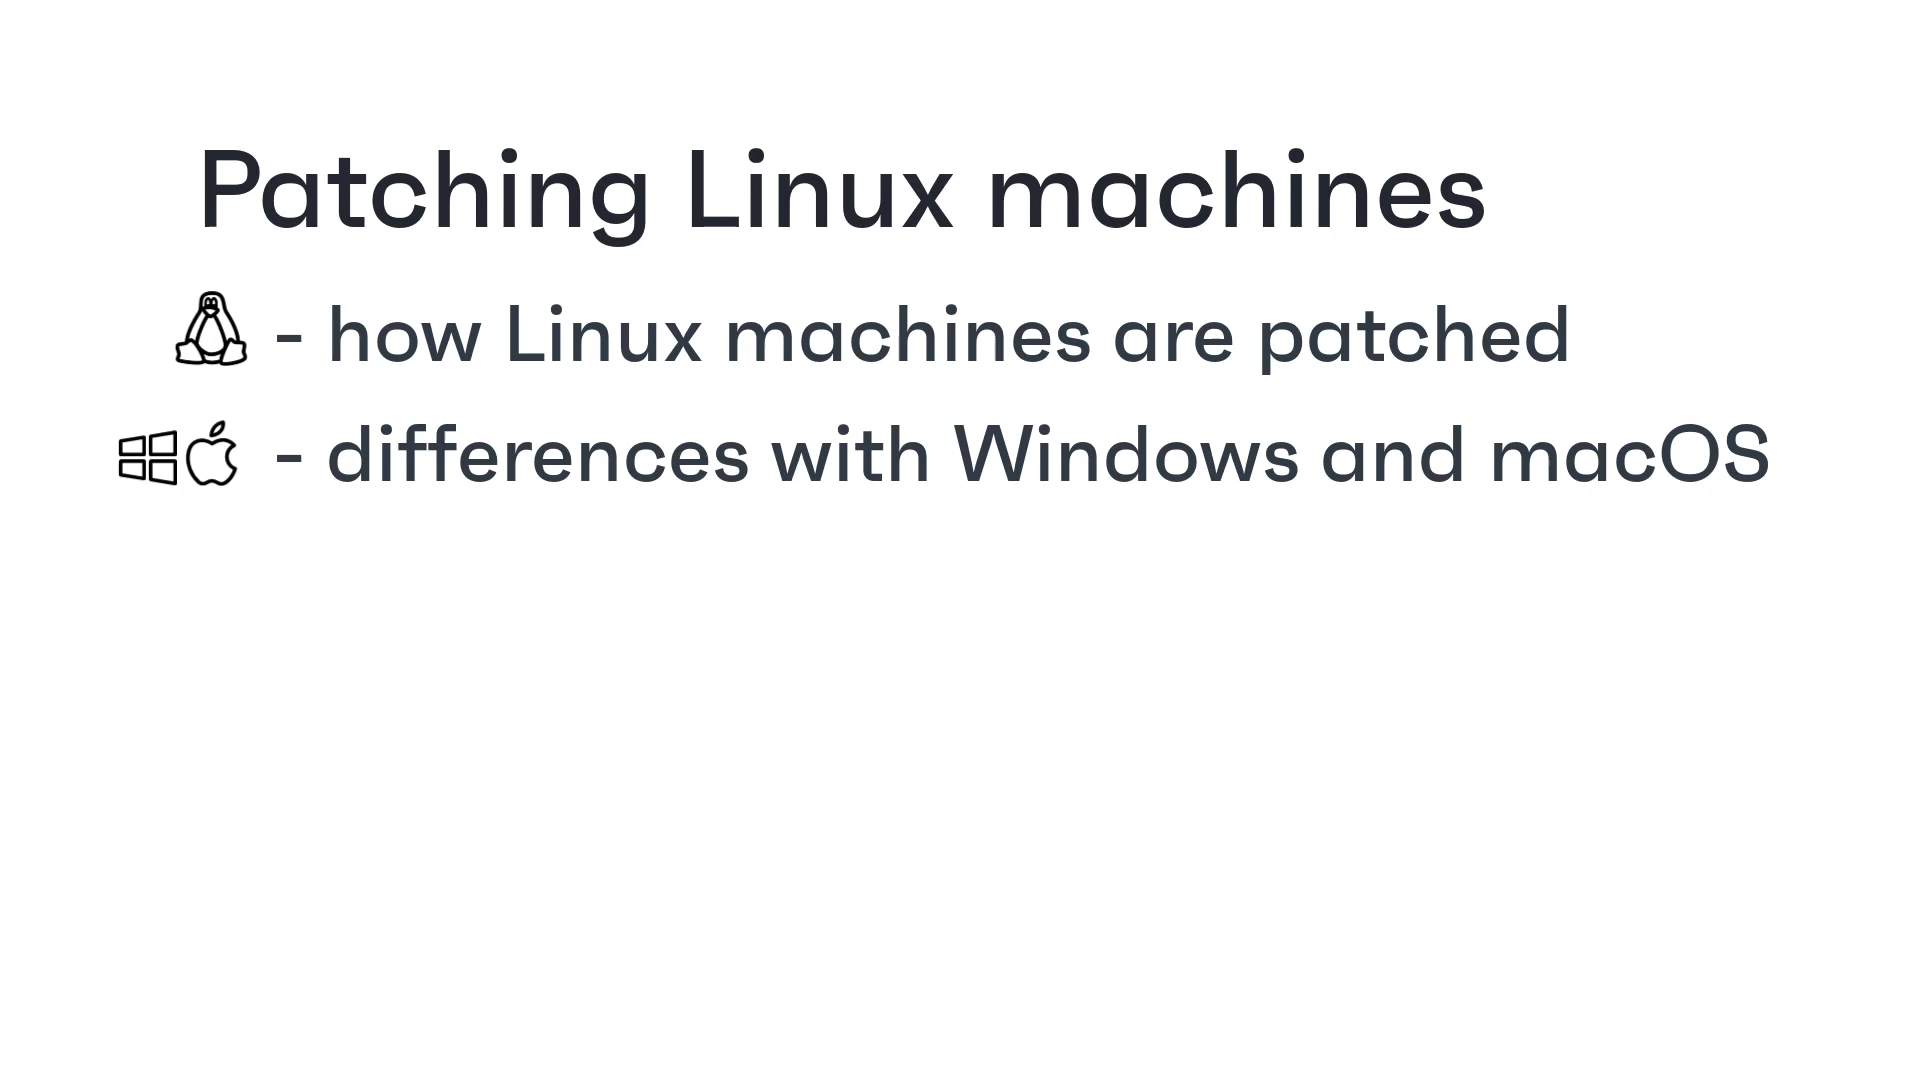 Patching Linux machines
- how Linux machines are patched
- differences with Windows and macOS